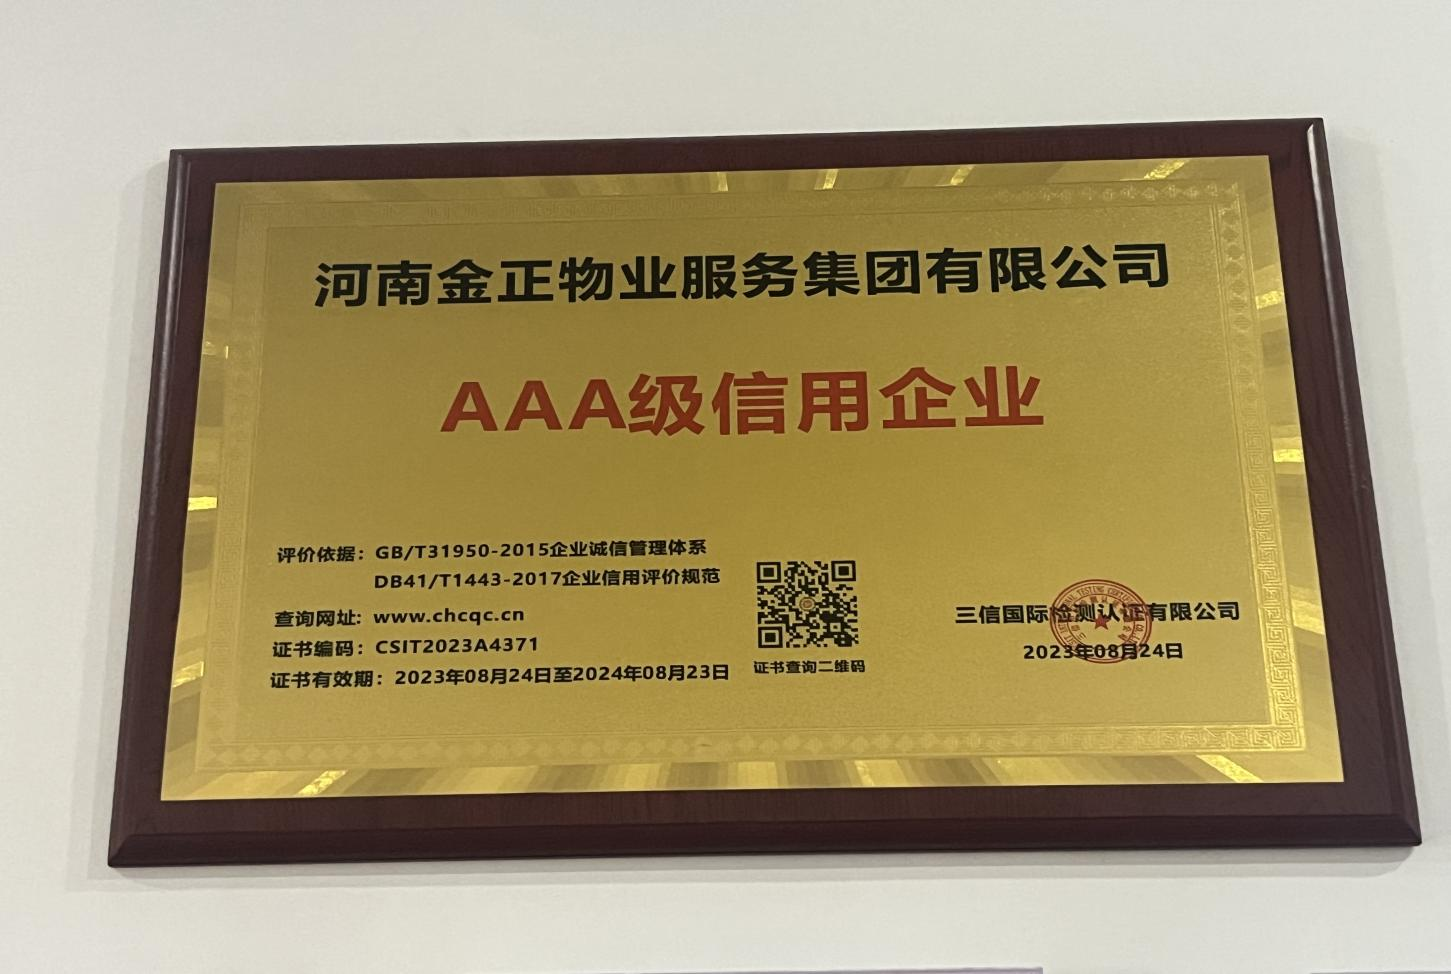 河南金正物业服务集团有限公司
AAA级信用企业
评价依据：GB/T31950-2015企业诚信管理体系
DB41/T1443-2017企业信用评价规范
查询网址：www.chcqc.cn
证书编码：CSIT2023A4371
证书有效期：2023年08月24日至2024年08月23日
证书查询二维码
三信国际检测认证有限公司
2023年08月24日